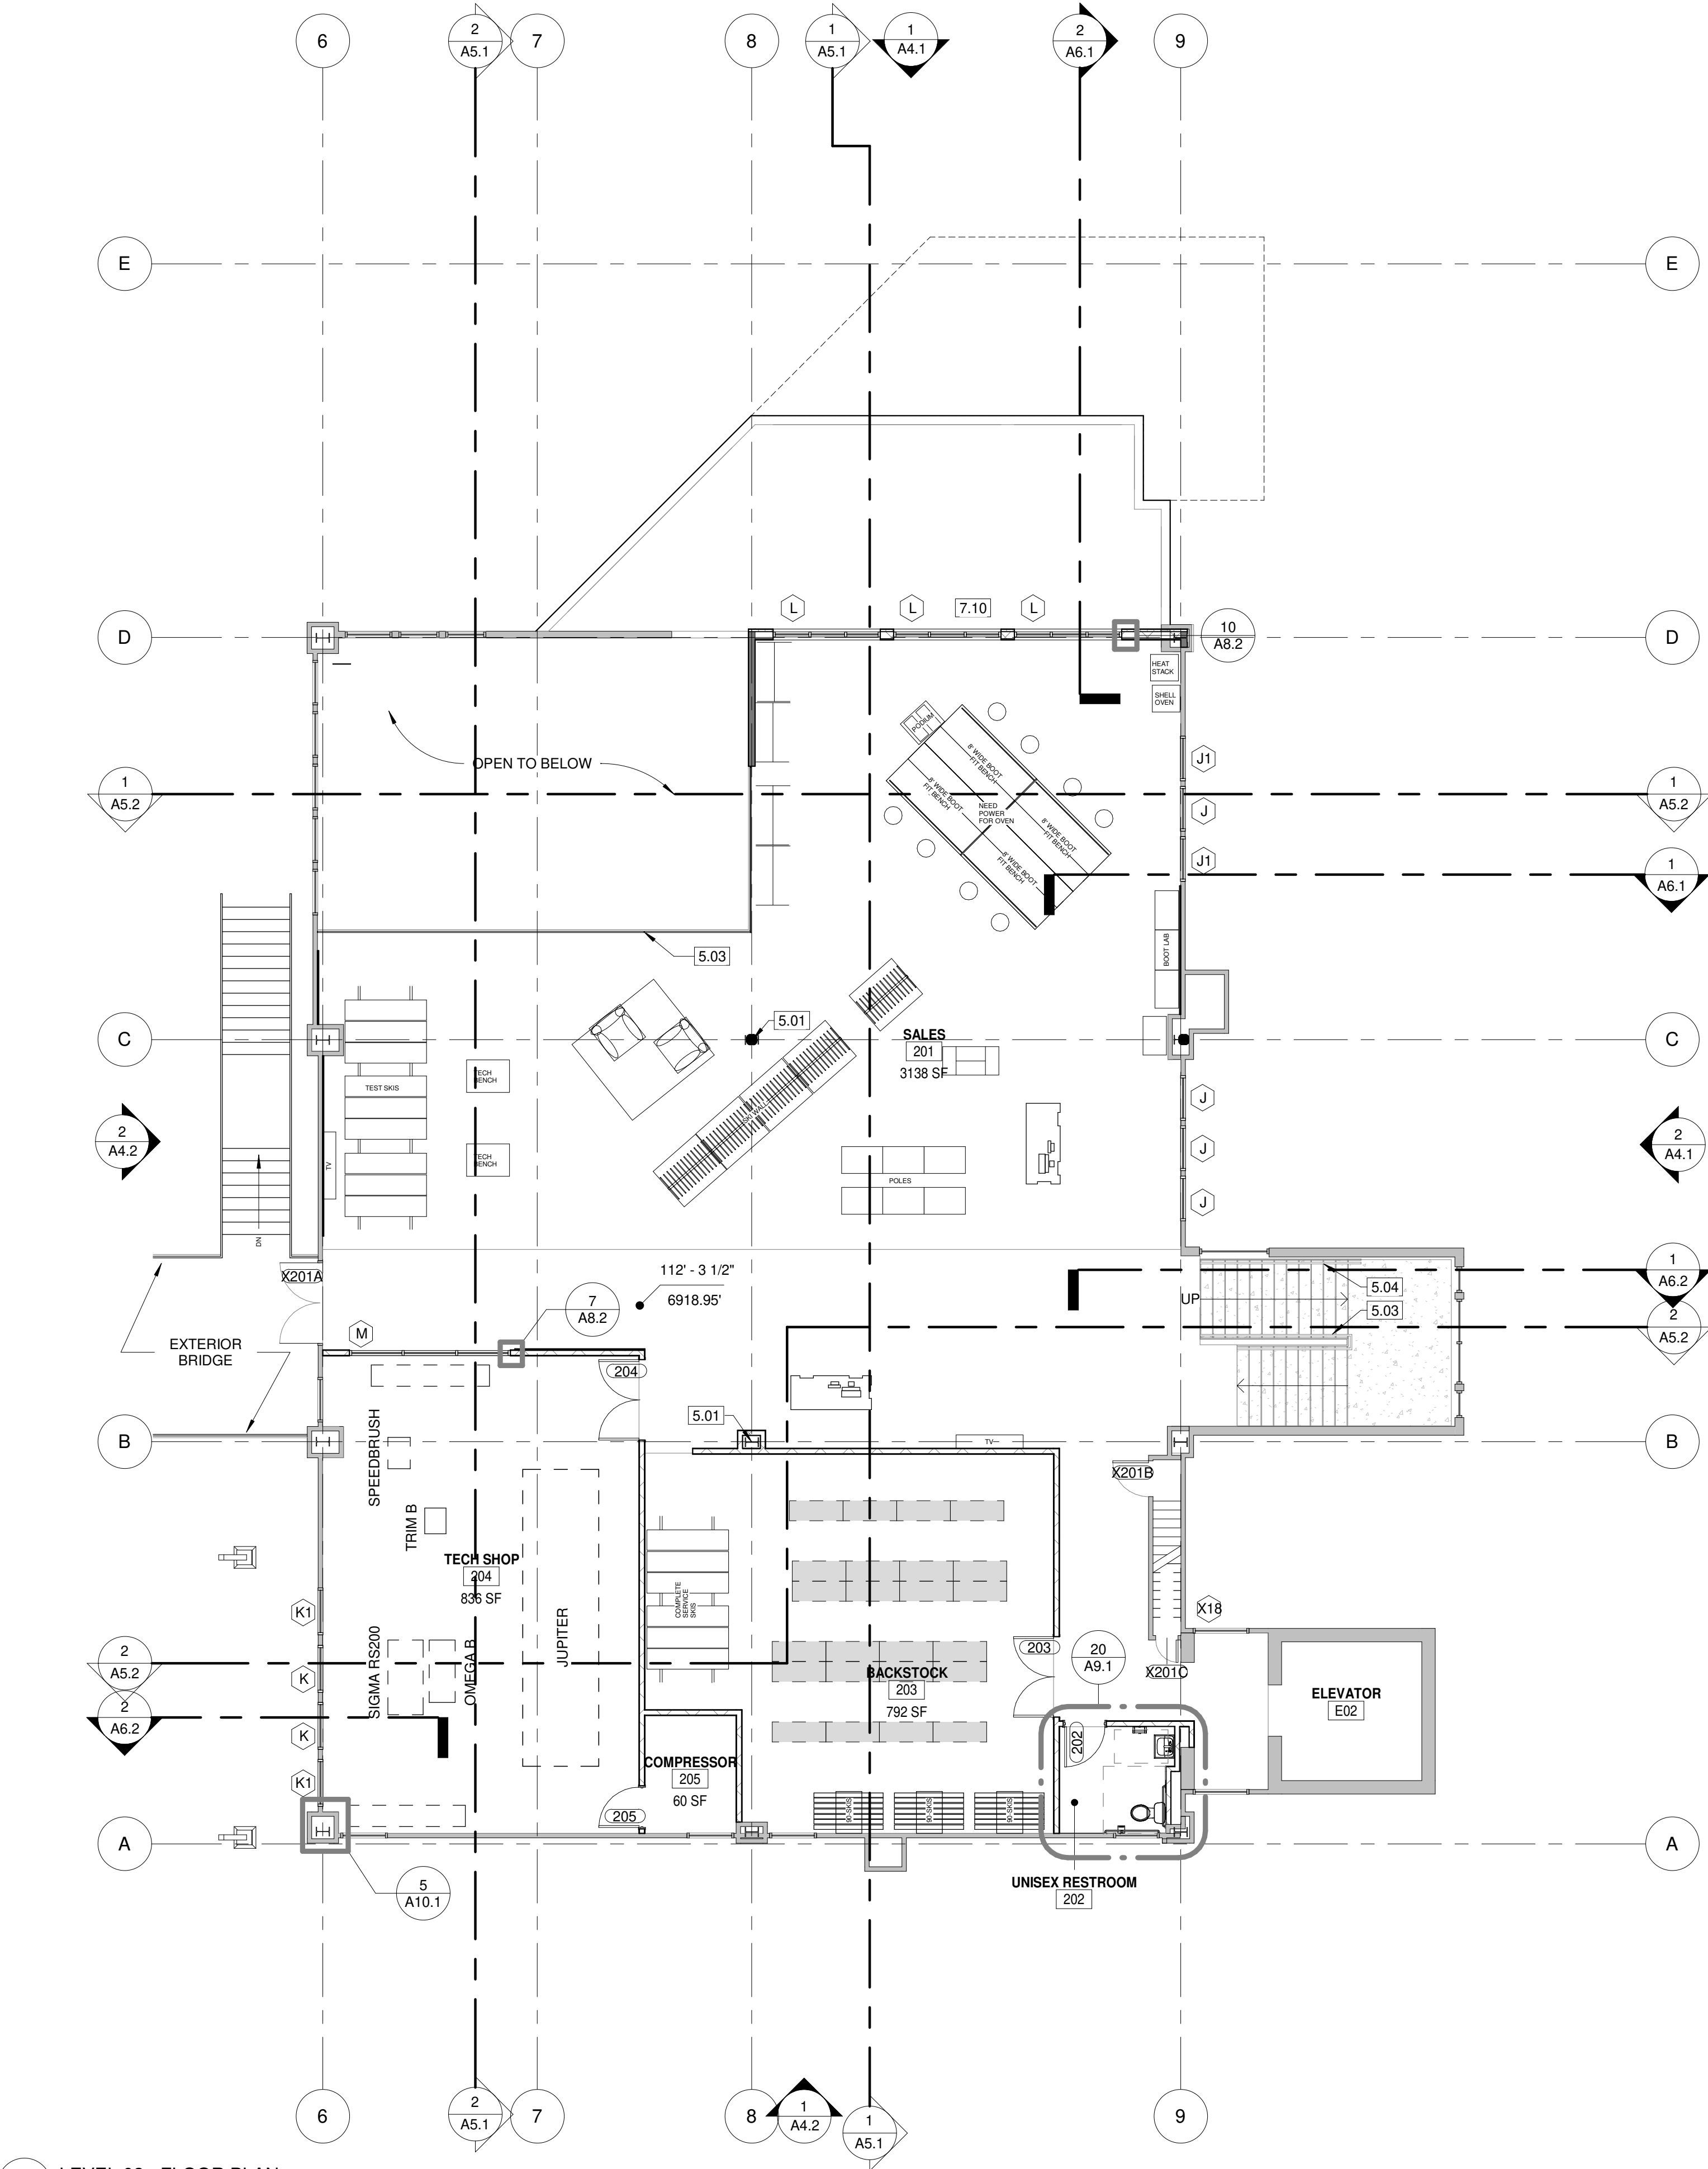 6
2
A5.1
7
8
1
A5.1
1
A4.1
2
A6.1
9
E
E
D
L
L
7.10
L
10
A8.2
D
HEAT
STACK
SHELL
OVEN
PODIUM
8' WIDE BOOT
FIT BENCH
8' WIDE BOOT
FIT BENCH
NEED
POWER
FOR OVEN
8' WIDE BOOT
FIT BENCH
8' WIDE BOOT
FIT BENCH
OPEN TO BELOW
J1
1
A5.2
1
A5.2
J
J1
1
A6.1
5.03
BOOT LAB
C
5.01
SALES
201
3138 SF
C
TECH
BENCH
TEST SKIS
SKI WALL
J
2
A4.2
TV
TECH
BENCH
J
2
A4.1
POLES
J
DN
X201A
112' - 3 1/2"
6918.95'
1
A6.2
5.04
UP
5.03
7
A8.2
2
A5.2
M
EXTERIOR
BRIDGE
204
5.01
B
TV
B
SPEEDBRUSH
X201B
TRIM B
TECH SHOP
204
836 SF
COMPLETE
SERVICE
SKIS
K1
X18
JUPITER
SIGMA RS200
OMEGA B
203
20
A9.1
2
A5.2
K
BACKSTOCK
203
792 SF
X201C
ELEVATOR
E02
2
A6.2
K
202
COMPRESSOR
205
60 SF
K1
205
90 SKIS
90 SKIS
90 SKIS
A
A
5
A10.1
UNISEX RESTROOM
202
6
2
A5.1
7
8
1
A4.2
1
A5.1
9